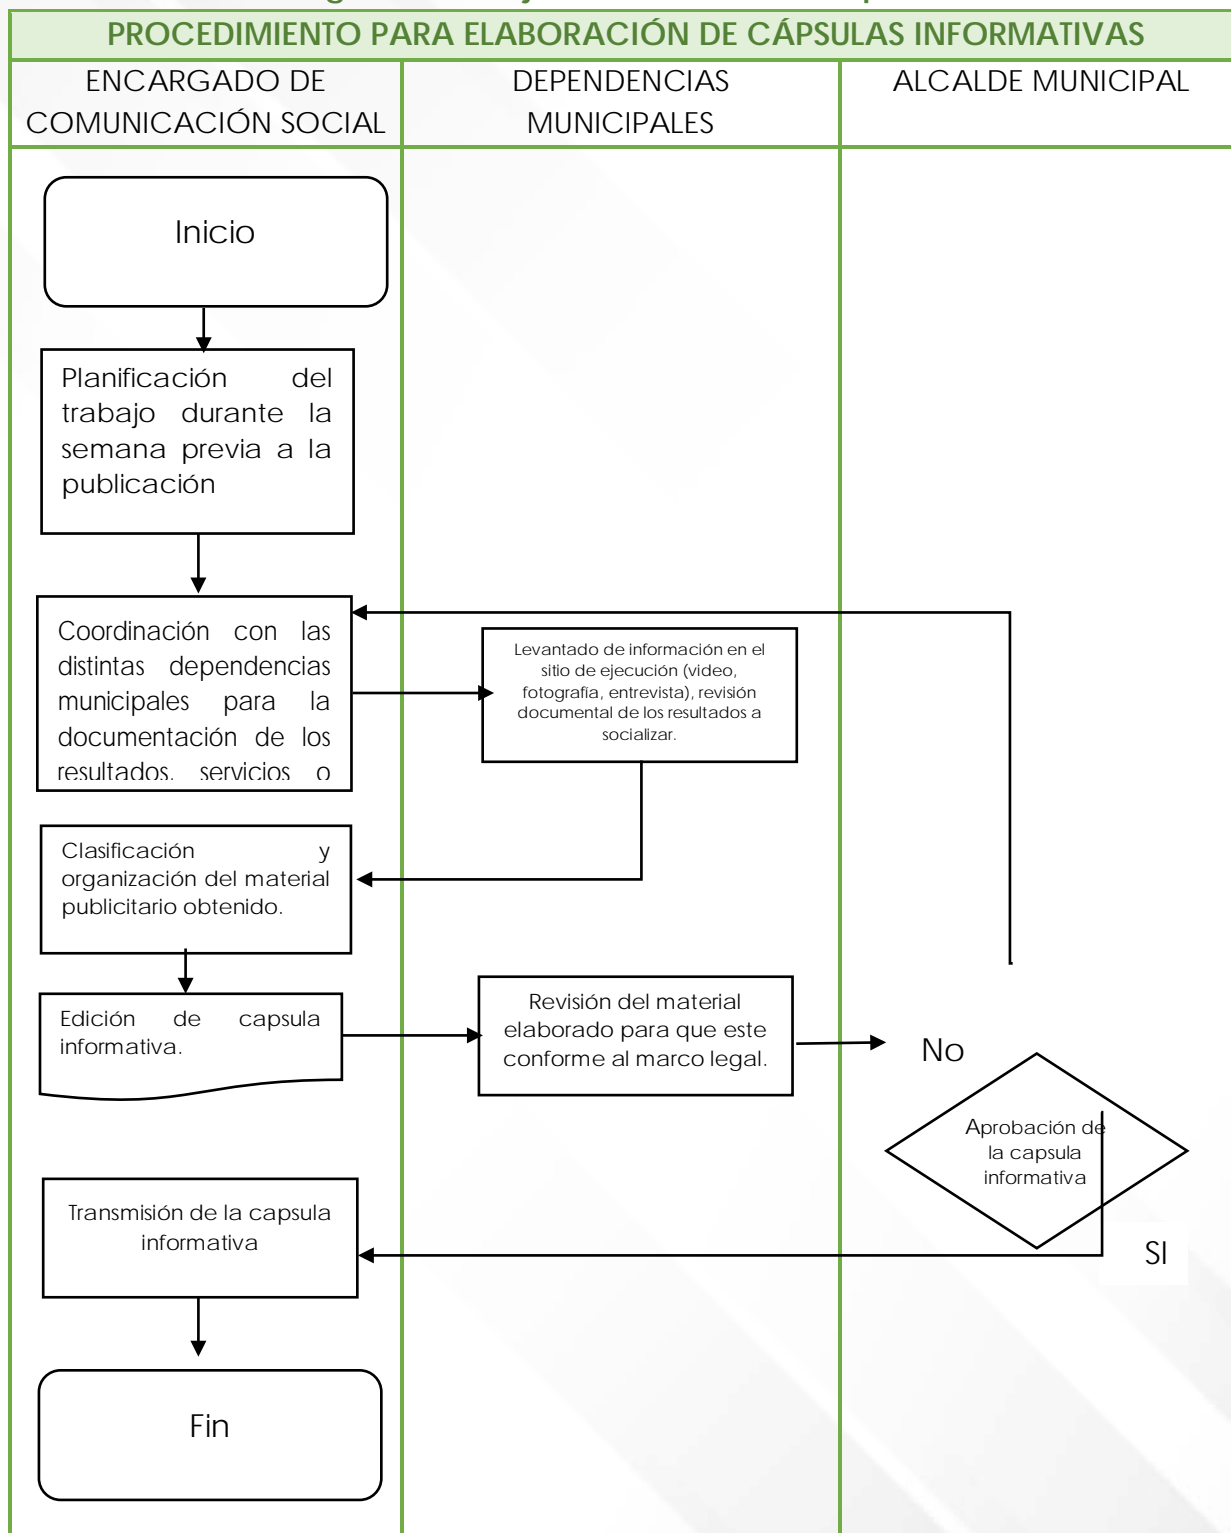 PROCEDIMIENTO PARA ELABORACIÓN DE CÁPSULAS INFORMATIVAS
ENCARGADO DE
COMUNICACIÓN SOCIAL
DEPENDENCIAS
MUNICIPALES
ALCALDE MUNICIPAL
Inicio
Planificación del
trabajo durante la
semana previa a la
publicación
Coordinación con las
distintas dependencias
municipales para la
documentación de los
resultados, servicios o
Levantado de información en el
sitio de ejecución (video,
fotografía, entrevista), revisión
documental de los resultados a
socializar.
Clasificación y
organización del material
publicitario obtenido.
Edición de capsula
informativa.
Revisión del material
elaborado para que este
conforme al marco legal.
No
Aprobación de
la capsula
informativa
SI
Transmisión de la capsula
informativa
Fin